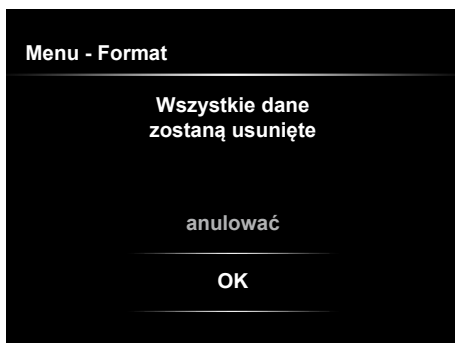 Menu - Format
Wszystkie dane
zostaną usunięte
anulować
OK